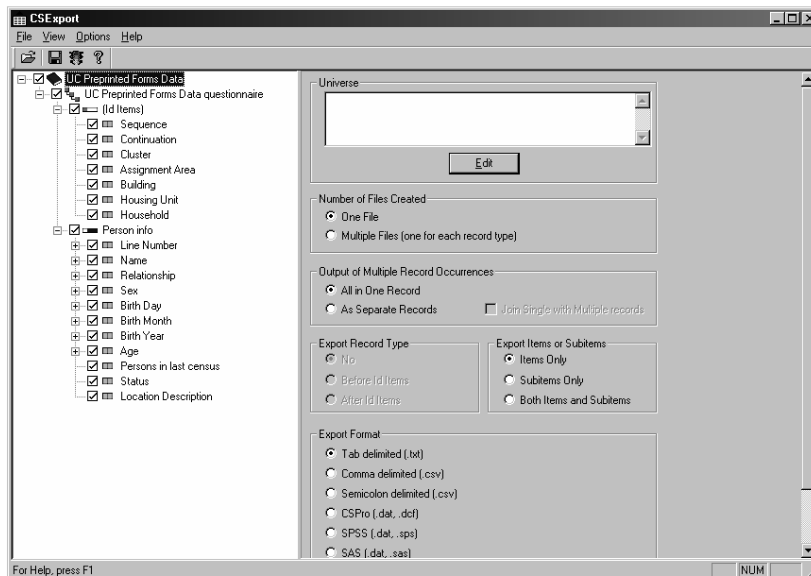 CSExport
File View Options Help
UC Preprinted Forms Data
UC Preprinted Forms Data questionnaire
(Id Items)
Sequence
Continuation
Cluster
Assignment Area
Building
Housing Unit
Household
Person info
Line Number
Name
Relationship
Sex
Birth Day
Birth Month
Birth Year
Age
Persons in last census
Status
Location Description
Universe
Edit
Number of Files Created
One File
Multiple Files (one for each record type)
Output of Multiple Record Occurrences
All in One Record
As Separate Records
Join Single with Multiple records
Export Record Type
No
Before Id Items
After Id Items
Export Items or Subitems
Items Only
Subitems Only
Both Items and Subitems
Export Format
Tab delimited (.txt)
Comma delimited (.csv)
Semicolon delimited (.csv)
CSPro (.dat, .dcf)
SPSS (.dat, .sps)
SAS (.dat, .sas)
For Help, press F1
NUM